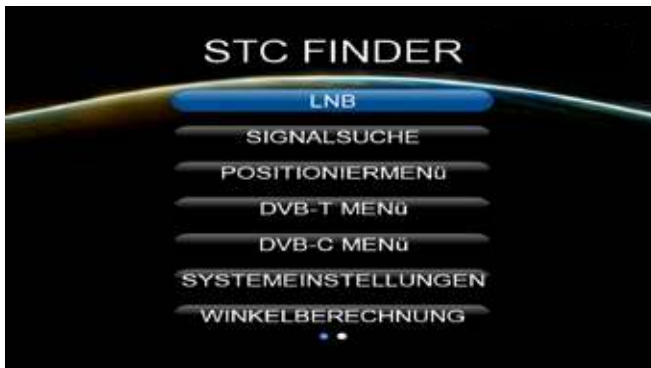 STC FINDER
LNB
SIGNALSUCHE
POSITIONIERMENü
DVB-T MENü
DVB-C MENü
SYSTEMEINSTELLUNGEN
WINKELBERECHNUNG